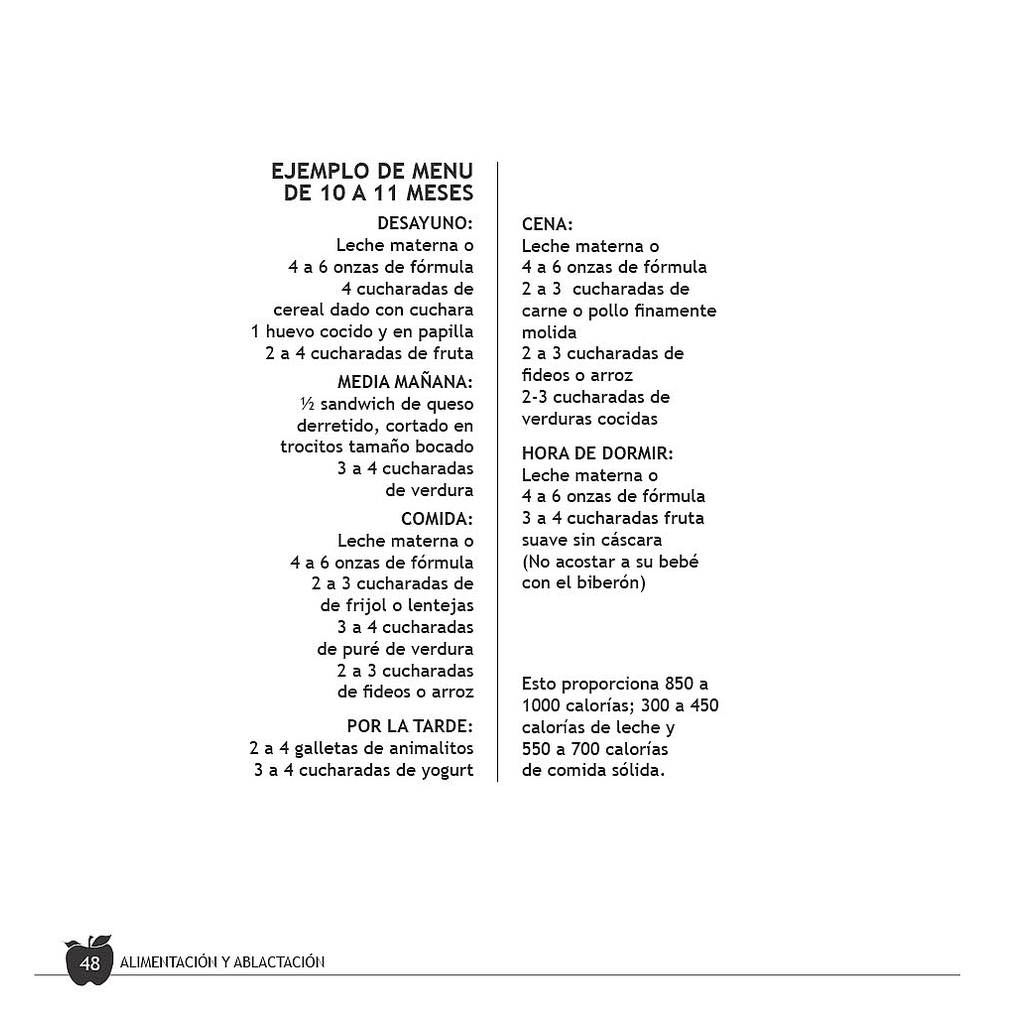 EJEMPLO DE MENU
DE 10 A 11 MESES
DESAYUNO:
Leche materna o
4 a 6 onzas de fórmula
4 cucharadas de
cereal dado con cuchara
1 huevo cocido y en papilla
2 a 4 cucharadas de fruta
MEDIA MAÑANA:
½ sandwich de queso
derretido, cortado en
trocitos tamaño bocado
3 a 4 cucharadas
de verdura
COMIDA:
Leche materna o
4 a 6 onzas de fórmula
2 a 3 cucharadas de
de frijol o lentejas
3 a 4 cucharadas
de puré de verdura
2 a 3 cucharadas
de fideos o arroz
POR LA TARDE:
2 a 4 galletas de animalitos
3 a 4 cucharadas de yogurt
CENA:
Leche materna o
4 a 6 onzas de fórmula
2 a 3 cucharadas de
carne o pollo finamente
molida
2 a 3 cucharadas de
fideos o arroz
2-3 cucharadas de
verduras cocidas
HORA DE DORMIR:
Leche materna o
4 a 6 onzas de fórmula
3 a 4 cucharadas fruta
suave sin cáscara
(No acostar a su bebé
con el biberón)
Esto proporciona 850 a
1000 calorías; 300 a 450
calorías de leche y
550 a 700 calorías
de comida sólida.
48 ALIMENTACIÓN Y ABLACTACIÓN